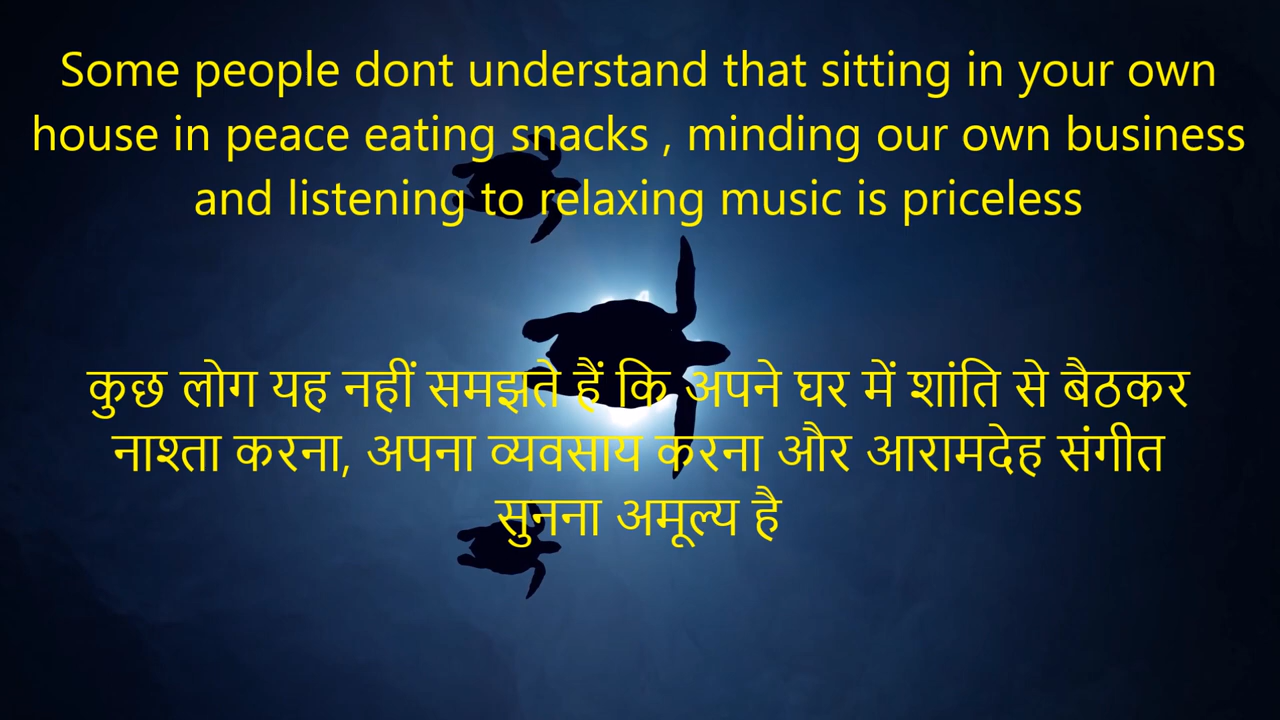 Some people dont understand that sitting in your own
house in peace eating snacks , minding our own business
and listening to relaxing music is priceless
कुछ लोग यह नहीं समझते हैं कि अपने घर में शांति से बैठकर
नाश्ता करना, अपना व्यवसाय करना और आरामदेह संगीत
सुनना अमूल्य है